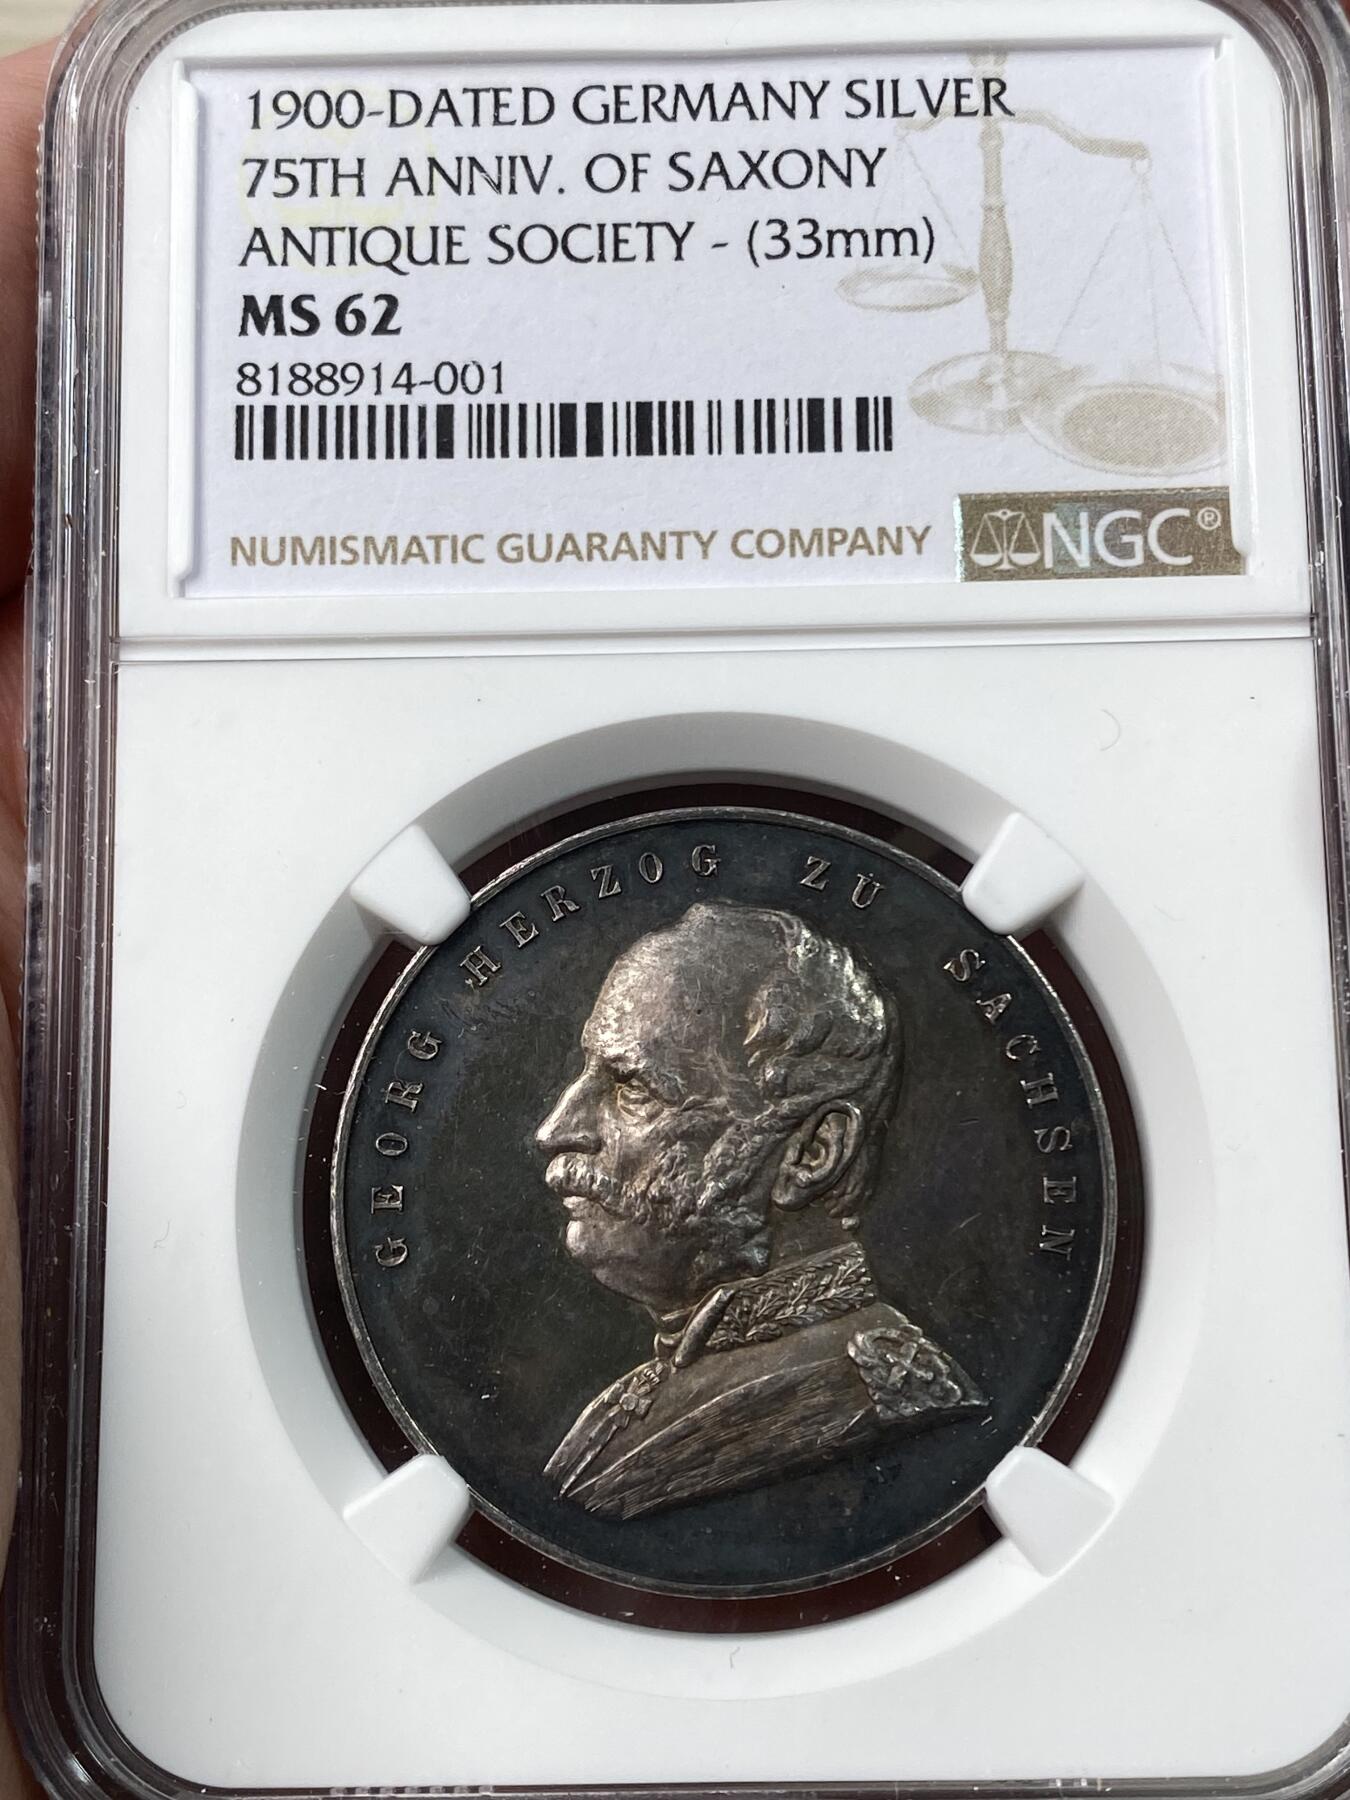 1900-DATED GERMANY SILVER
75TH ANNIV. OF SAXONY
ANTIQUE SOCIETY - (33mm)
MS 62
8188914-001
NUMISMATIC GUARANTY COMPANY
NGC®
GEORG HERZOG ZU SACHSEN